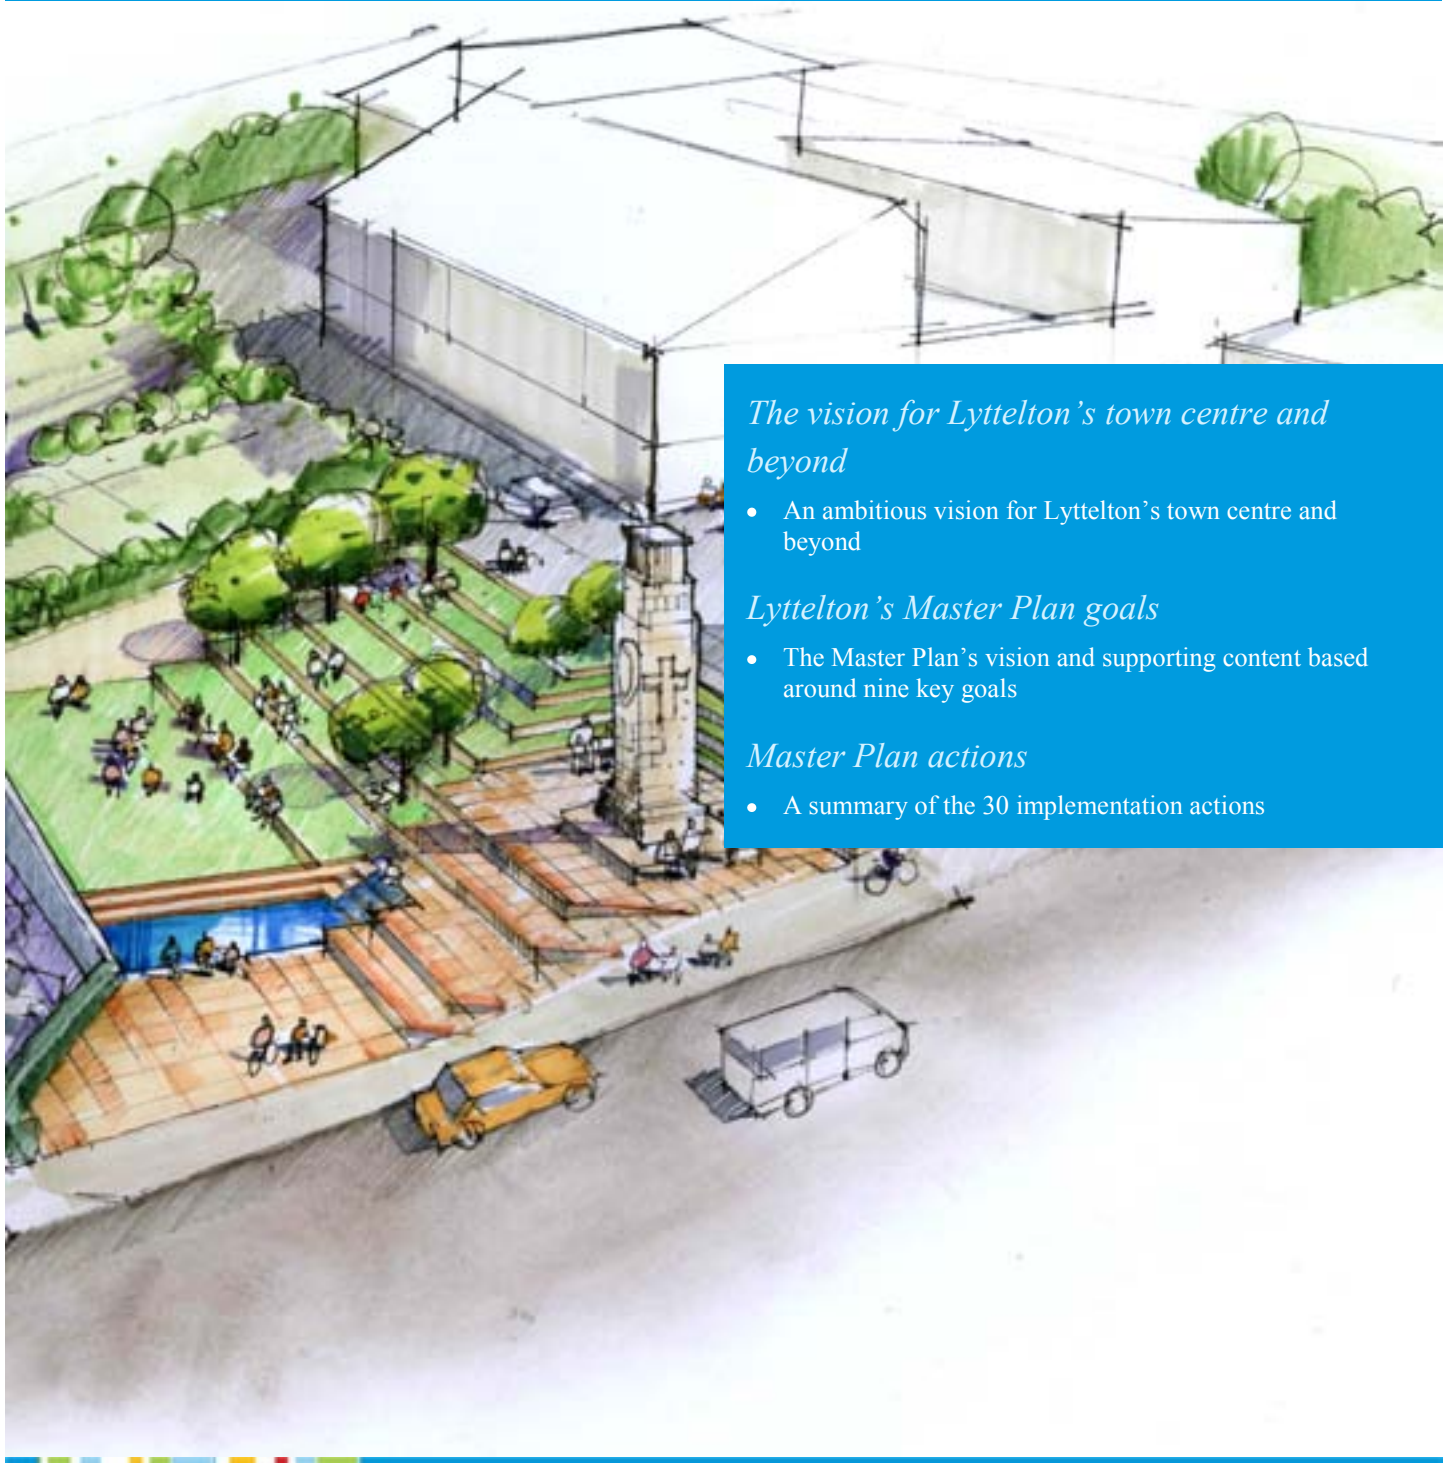 The vision for Lyttelton’s town centre and
beyond
• An ambitious vision for Lyttelton’s town centre and
beyond
Lyttelton’s Master Plan goals
• The Master Plan’s vision and supporting content based
around nine key goals
Master Plan actions
• A summary of the 30 implementation actions